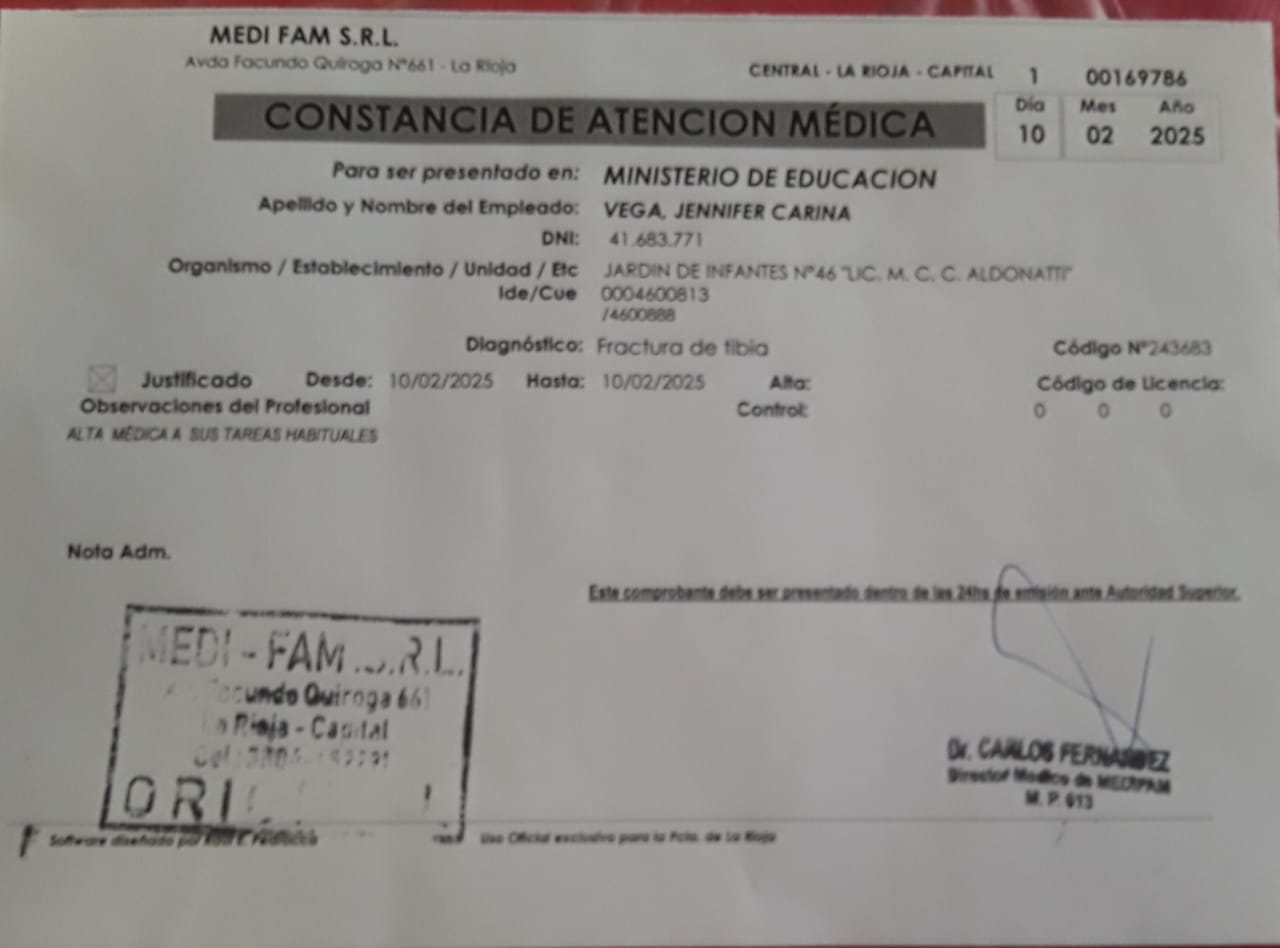 MEDI FAM S.R.L.
Avda Facundo Quiroga N°661 - La Rioja
CENTRAL - LA RIOJA - CAPITAL 1 00169786
CONSTANCIA DE ATENCION MÉDICA
Día Mes Año
10 02 2025
Para ser presentado en: MINISTERIO DE EDUCACION
Apellido y Nombre del Empleado: VEGA, JENNIFER CARINA
DNI: 41.683.771
Organismo / Establecimiento / Unidad / Etc JARDIN DE INFANTES N°46 "LIC. M. C. C. ALDONATTI"
Ide/Cue 0004600813
/4600888
Diagnóstico: Fractura de tibia Código N°243683
Justificado Desde: 10/02/2025 Hasta: 10/02/2025 Alta: Código de Licencia:
Observaciones del Profesional Control: 0 0 0
ALTA MÉDICA A SUS TAREAS HABITUALES
Nota Adm.
Este comprobante debe ser presentado dentro de las 24hs de emisión ante Autoridad Superior.
MEDI - FAM S.R.L.
Facundo Quiroga 661
La Rioja - Capital
Dr. CARLOS FERNANDEZ
Director Medico de MEDIFAM
M. P. 613
Software diseñado por Uso Oficial exclusivo para la Pcia. de La Rioja